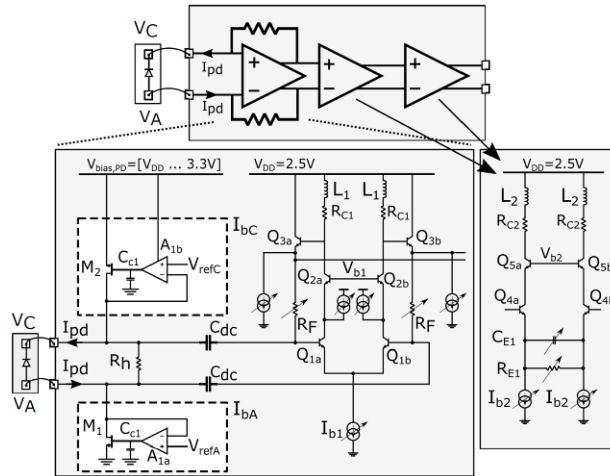 V_C
I_pd
I_pd
V_A
+
−
+
−
+
−
V_bias,PD=[V_DD ... 3.3V]
V_DD=2.5V
V_DD=2.5V
L_1 L_1
L_2 L_2
R_C1 R_C1
R_C2 R_C2
I_bC
C_c1 A_1b
Q_3a Q_3b
M_2 + − V_refC
Q_2a V_b1 Q_2b
Q_5a V_b2 Q_5b
Q_4a
V_C I_pd
C_dc R_F R_F
C_E1
Q_1a Q_1b
I_pd R_h
C_dc
R_E1
V_A
I_bA
M_1 C_c1 − + V_refA
A_1a
I_b1
I_b2 I_b2